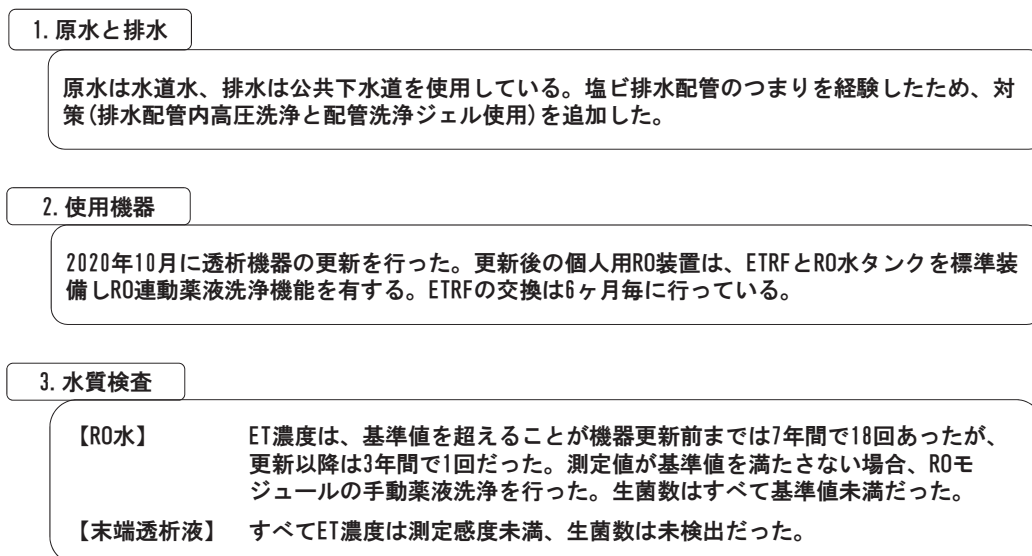 1. 原水と排水
原水は水道水、排水は公共下水道を使用している。塩ビ排水配管のつまりを経験したため、対
策(排水配管内高圧洗浄と配管洗浄ジェル使用)を追加した。
2. 使用機器
2020年10月に透析機器の更新を行った。更新後の個人用RO装置は、ETRFとRO水タンクを標準装
備しRO連動薬液洗浄機能を有する。ETRFの交換は6ヶ月毎に行っている。
3. 水質検査
【RO水】 ET濃度は、基準値を超えることが機器更新前までは7年間で18回あったが、
更新以降は3年間で1回だった。測定値が基準値を満たさない場合、ROモ
ジュールの手動薬液洗浄を行った。生菌数はすべて基準値未満だった。
【末端透析液】 すべてET濃度は測定感度未満、生菌数は未検出だった。